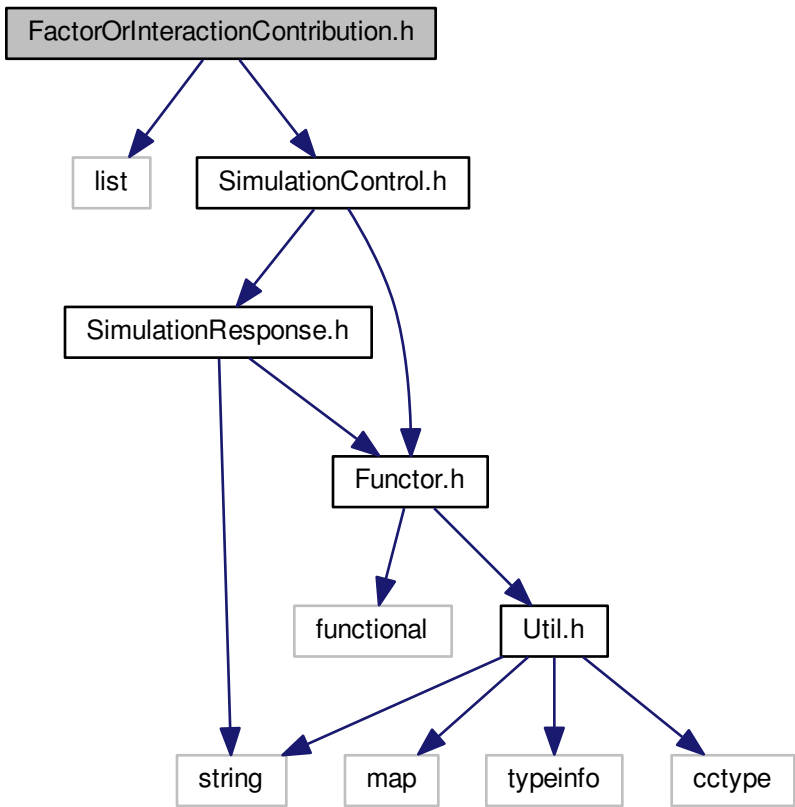 FactorOrInteractionContribution.h
list
SimulationControl.h
SimulationResponse.h
Functor.h
functional
Util.h
string
map
typeinfo
cctype